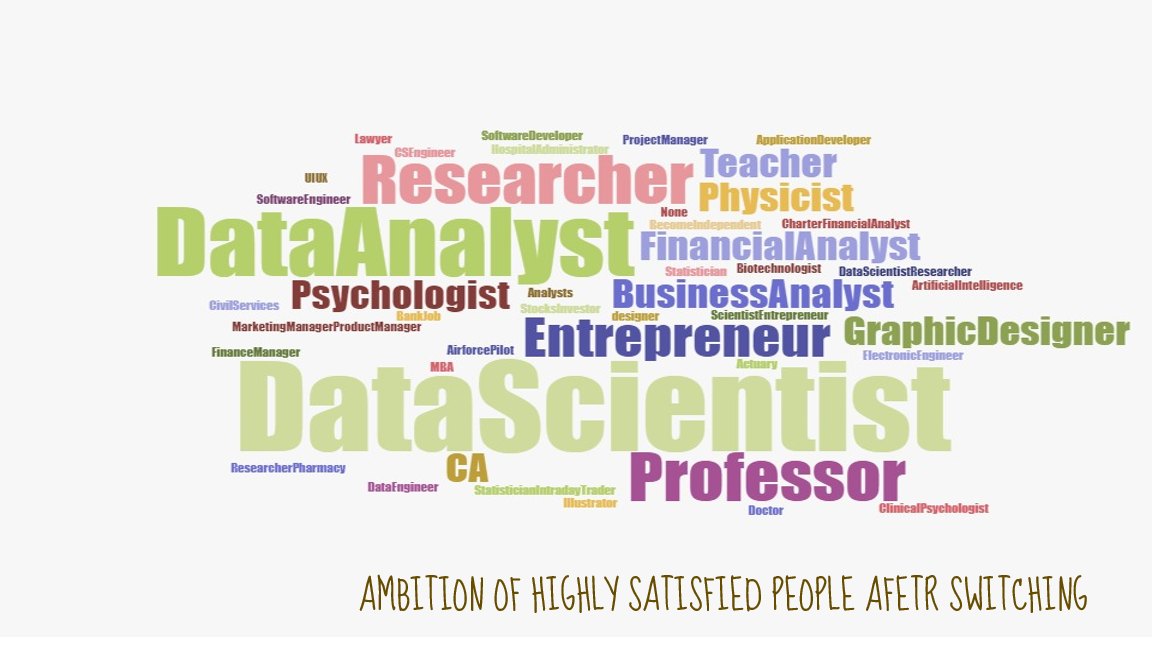 Lawyer SoftwareDeveloper ProjectManager ApplicationDeveloper
CSEngineer HospitalAdministrator
Researcher Teacher
UIUX
SoftwareEngineer Physicist
None
DataAnalyst BecomeIndependent CharterFinancialAnalyst
FinancialAnalyst
Statistician Biotechnologist DataScientistResearcher
ArtificialIntelligence
Psychologist Analysts BusinessAnalyst
CivilServices StocksInvestor
BankJob designer ScientistEntrepreneur
MarketingManagerProductManager Entrepreneur GraphicDesigner
FinanceManager AirforcePilot ElectronicEngineer
MBA Actuary
DataScientist
ResearcherPharmacy CA Professor
DataEngineer StatisticianIntradayTrader
Illustrator
Doctor ClinicalPsychologist
AMBITION OF HIGHLY SATISFIED PEOPLE AFETR SWITCHING